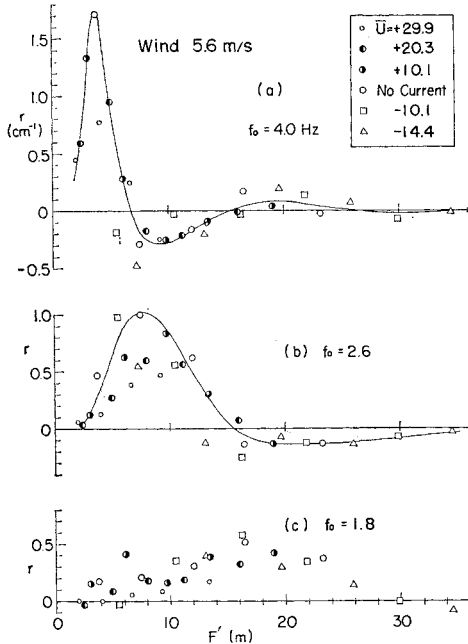 Wind 5.6 m/s
Ū=+29.9
+20.3
+10.1
No Current
-10.1
-14.4
(a)
f₀= 4.0 Hz
r
(cm⁻¹)
1.5
1.0
0.5
0
-0.5
(b) f₀= 2.6
r
1.0
0.5
0
(c) f₀= 1.8
r
0.5
0
0 10 20 30
F' (m)